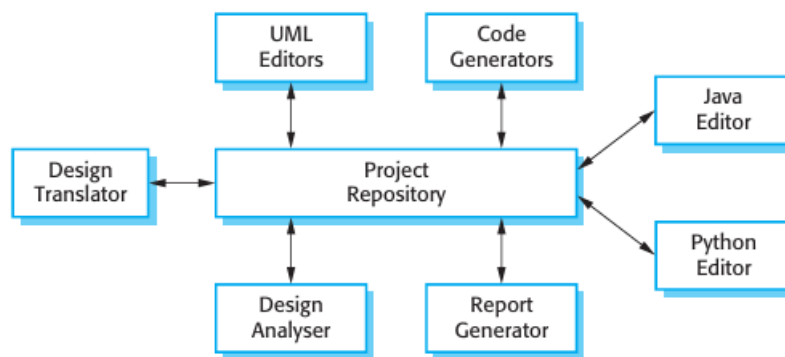 UML
Editors
Code
Generators
Java
Editor
Design
Translator
Project
Repository
Python
Editor
Design
Analyser
Report
Generator